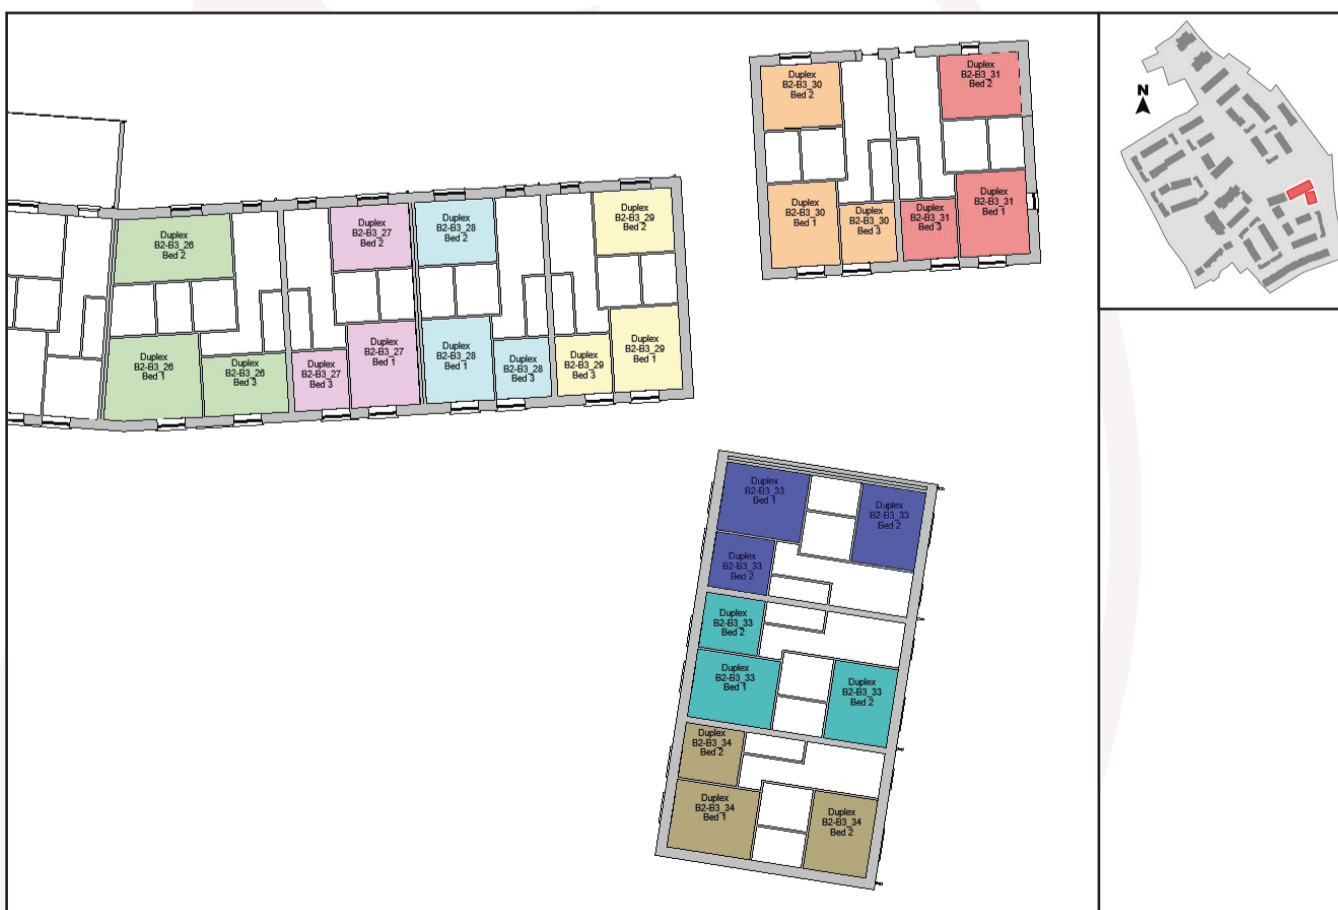 N
Duplex
B2-B3_30
Bed 2
Duplex
B2-B3_31
Bed 2
Duplex
B2-B3_30
Bed 1
Duplex
B2-B3_30
Bed 3
Duplex
B2-B3_31
Bed 3
Duplex
B2-B3_31
Bed 1
Duplex
B2-B3_26
Bed 2
Duplex
B2-B3_27
Bed 2
Duplex
B2-B3_28
Bed 2
Duplex
B2-B3_29
Bed 2
Duplex
B2-B3_26
Bed 1
Duplex
B2-B3_26
Bed 3
Duplex
B2-B3_27
Bed 3
Duplex
B2-B3_27
Bed 1
Duplex
B2-B3_28
Bed 1
Duplex
B2-B3_28
Bed 3
Duplex
B2-B3_29
Bed 3
Duplex
B2-B3_29
Bed 1
Duplex
B2-B3_33
Bed 1
Duplex
B2-B3_33
Bed 2
Duplex
B2-B3_33
Bed 2
Duplex
B2-B3_33
Bed 2
Duplex
B2-B3_33
Bed 1
Duplex
B2-B3_33
Bed 2
Duplex
B2-B3_34
Bed 2
Duplex
B2-B3_34
Bed 1
Duplex
B2-B3_34
Bed 2